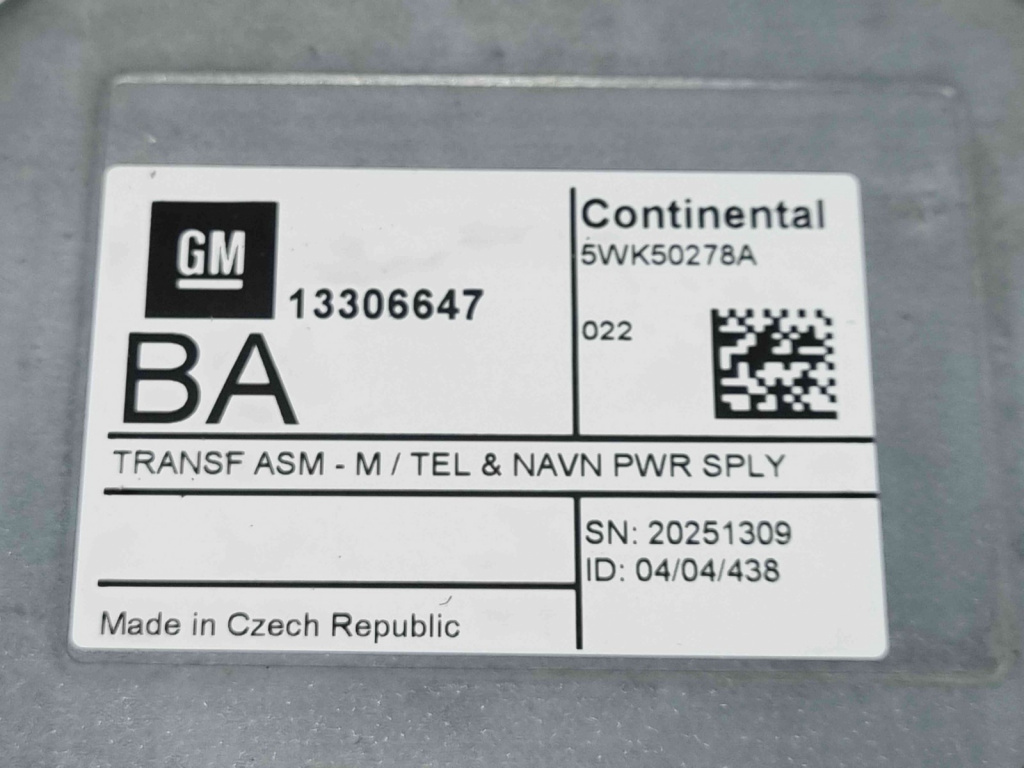 GM
13306647
BA
Continental
5WK50278A
022
TRANSF ASM - M / TEL & NAVN PWR SPLY
SN: 20251309
ID: 04/04/438
Made in Czech Republic